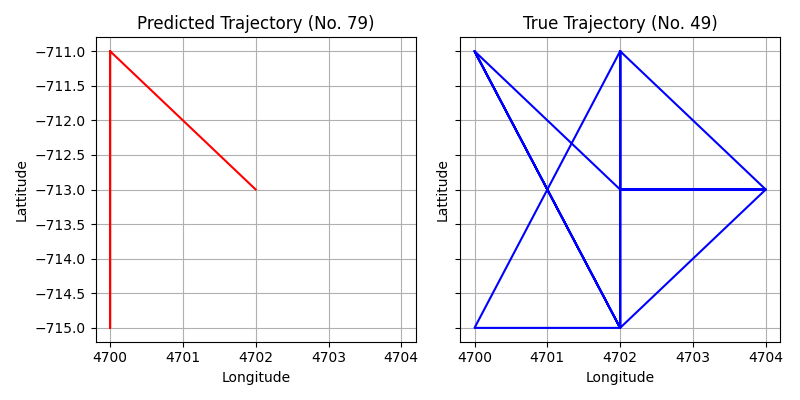 Predicted Trajectory (No. 79)
−711.0
−711.5
−712.0
−712.5
−713.0
−713.5
−714.0
−714.5
−715.0
Lattitude
4700 4701 4702 4703 4704
Longitude
True Trajectory (No. 49)
Lattitude
4700 4701 4702 4703 4704
Longitude